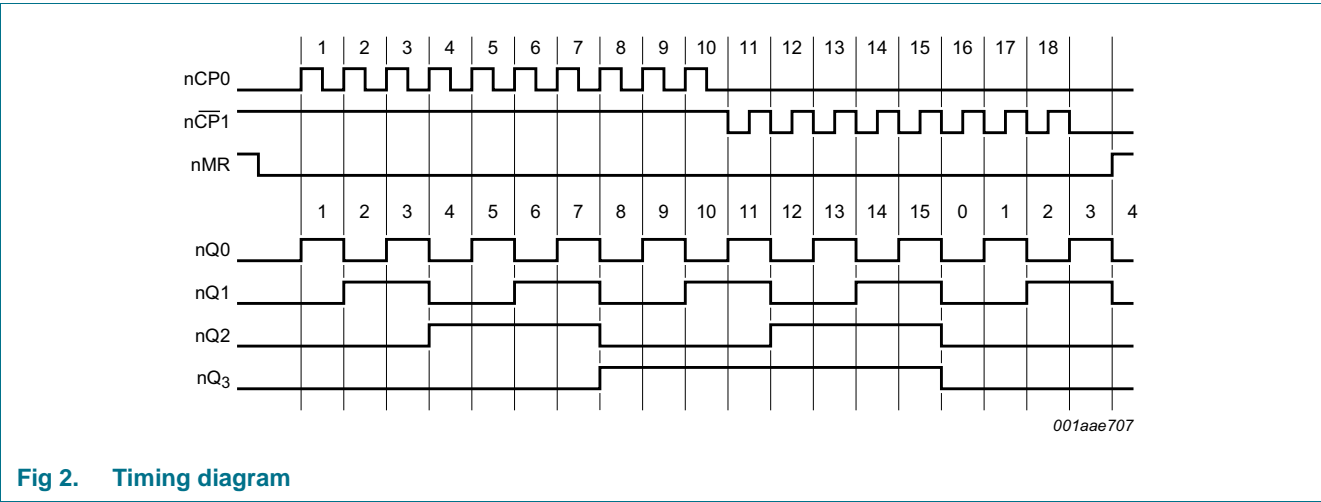 1 2 3 4 5 6 7 8 9 10 11 12 13 14 15 16 17 18
nCP0
nC̅P̅1
nMR
1 2 3 4 5 6 7 8 9 10 11 12 13 14 15 0 1 2 3 4
nQ0
nQ1
nQ2
nQ3
001aae707
Fig 2. Timing diagram